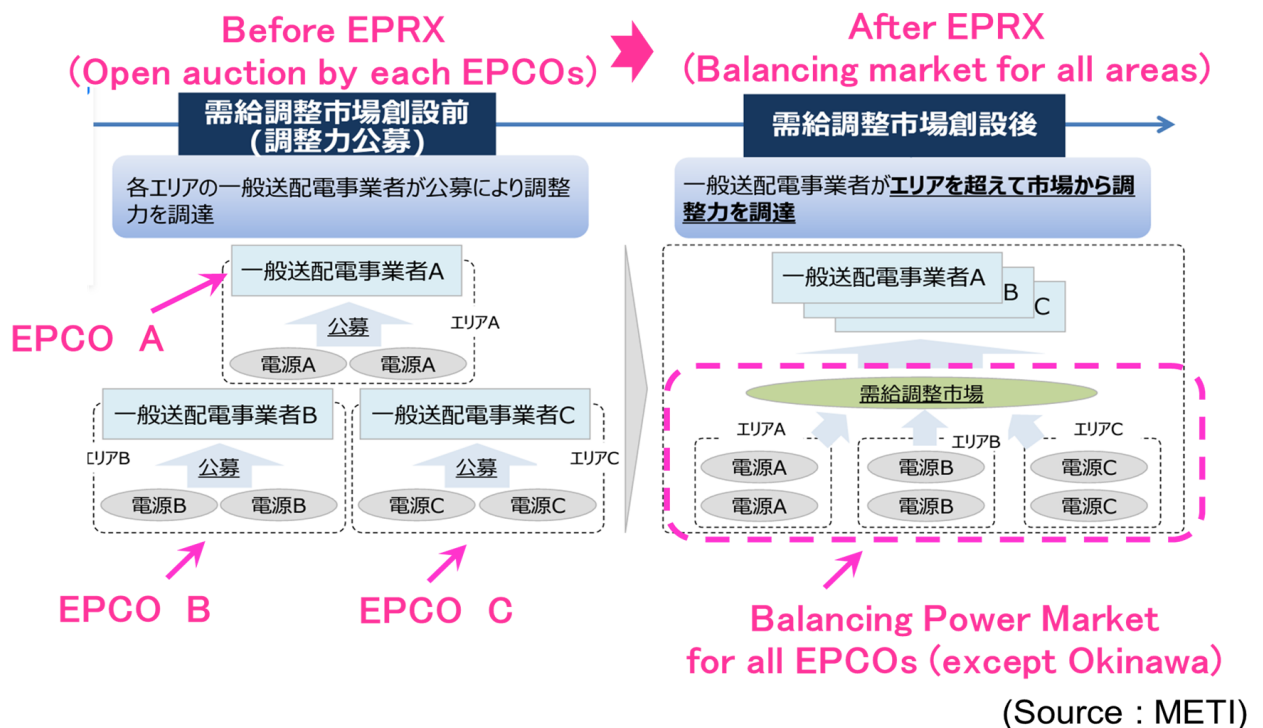 Before EPRX
(Open auction by each EPCOs)
After EPRX
(Balancing market for all areas)
需給調整市場創設前
(調整力公募)
需給調整市場創設後
各エリアの一般送配電事業者が公募により調整
力を調達
一般送配電事業者がエリアを超えて市場から調
整力を調達
一般送配電事業者A
公募
エリアA
電源A 電源A
EPCO A
一般送配電事業者B
エリアB
公募
電源B 電源B
一般送配電事業者C
エリアC
公募
電源C 電源C
EPCO B
EPCO C
一般送配電事業者A
B
C
需給調整市場
エリアA
電源A
電源A
エリアB
電源B
電源B
エリアC
電源C
電源C
Balancing Power Market
for all EPCOs (except Okinawa)
(Source : METI)